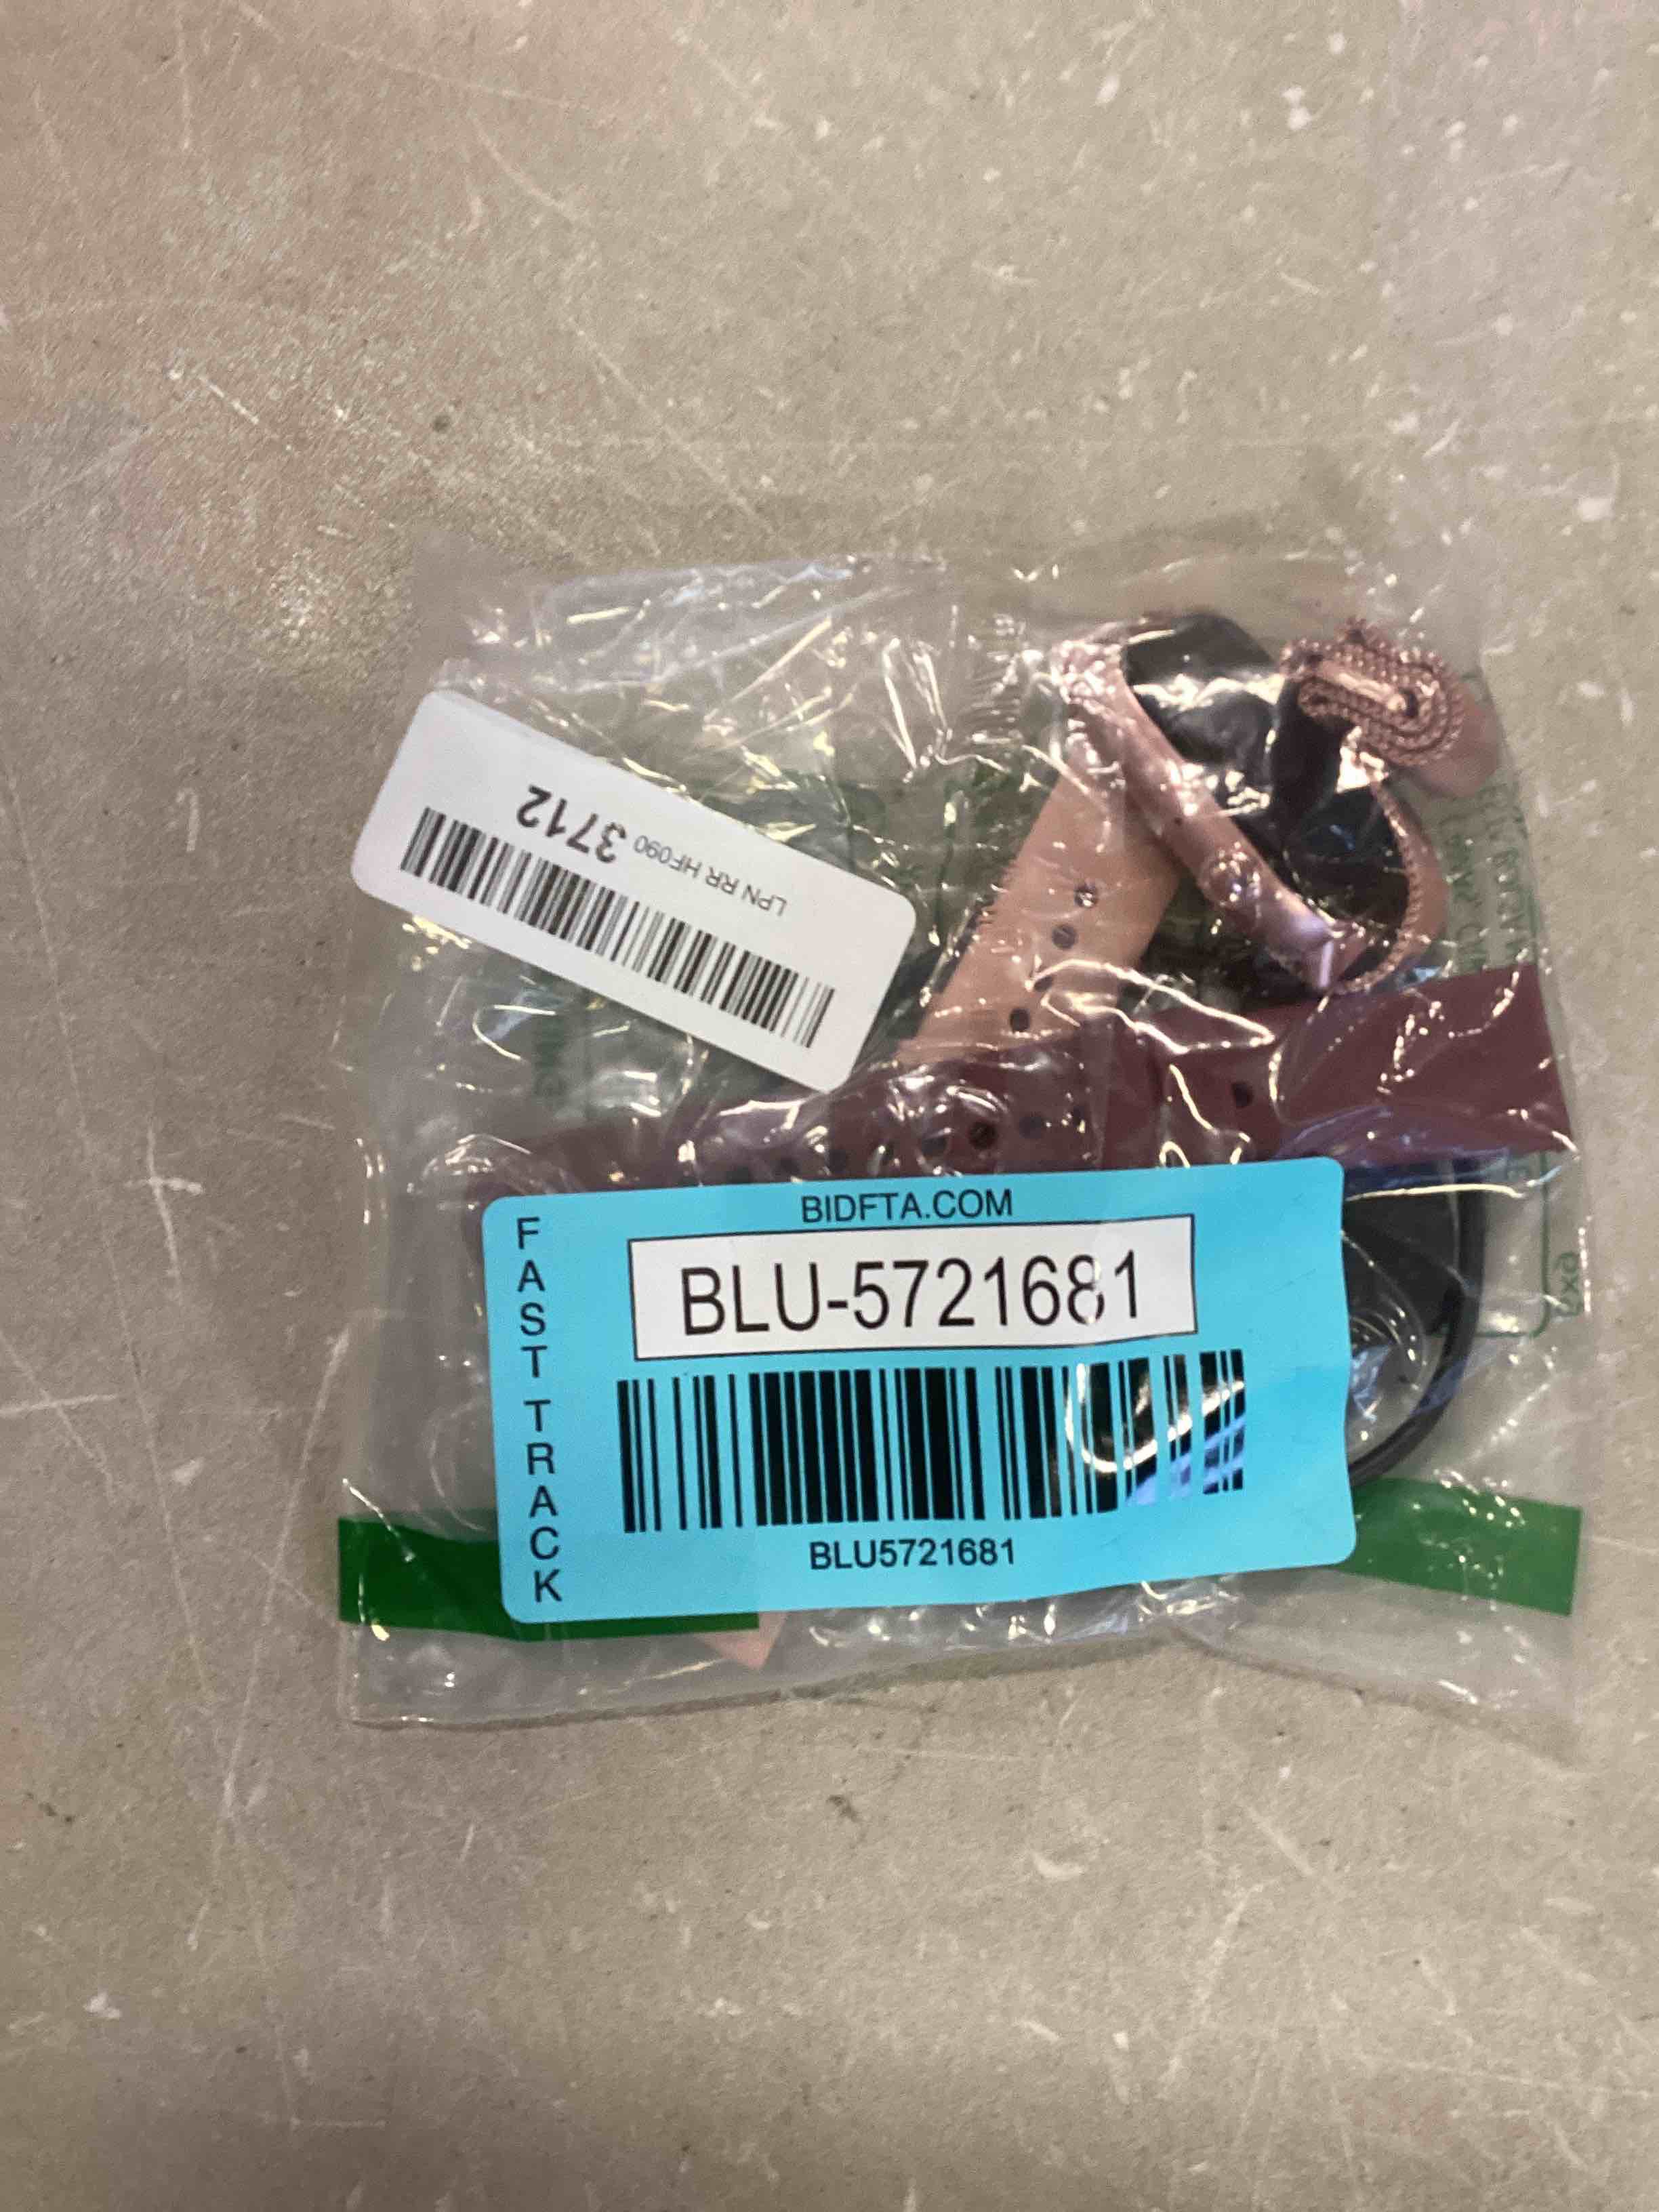 LPN RR HF090 3712
BIDFTA.COM
FAST TRACK
BLU-5721681
BLU5721681